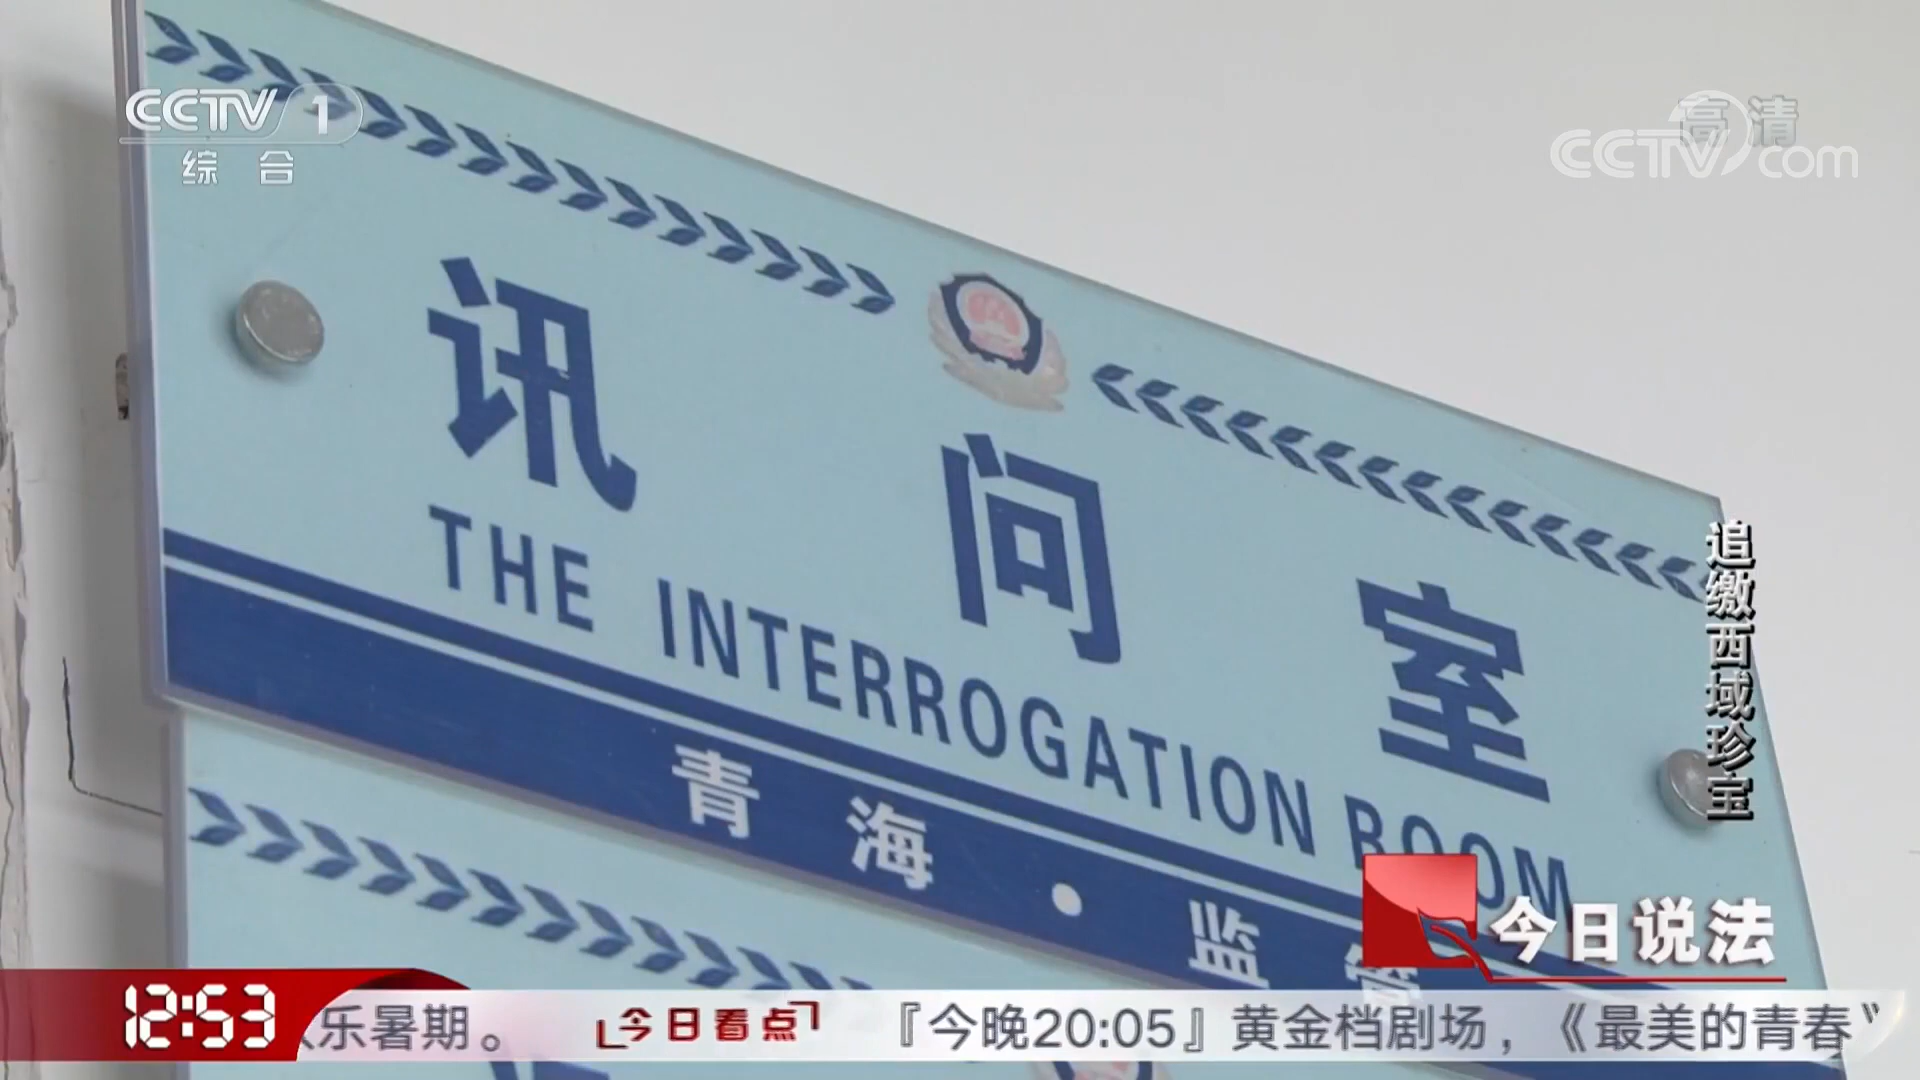 CCTV 1
综合
高清
CCTV.com
讯问室
THE INTERROGATION ROOM
青海·监管
追缴西域珍宝
今日说法
12:53
乐暑期。 今日看点 『今晚20:05』黄金档剧场，《最美的青春》